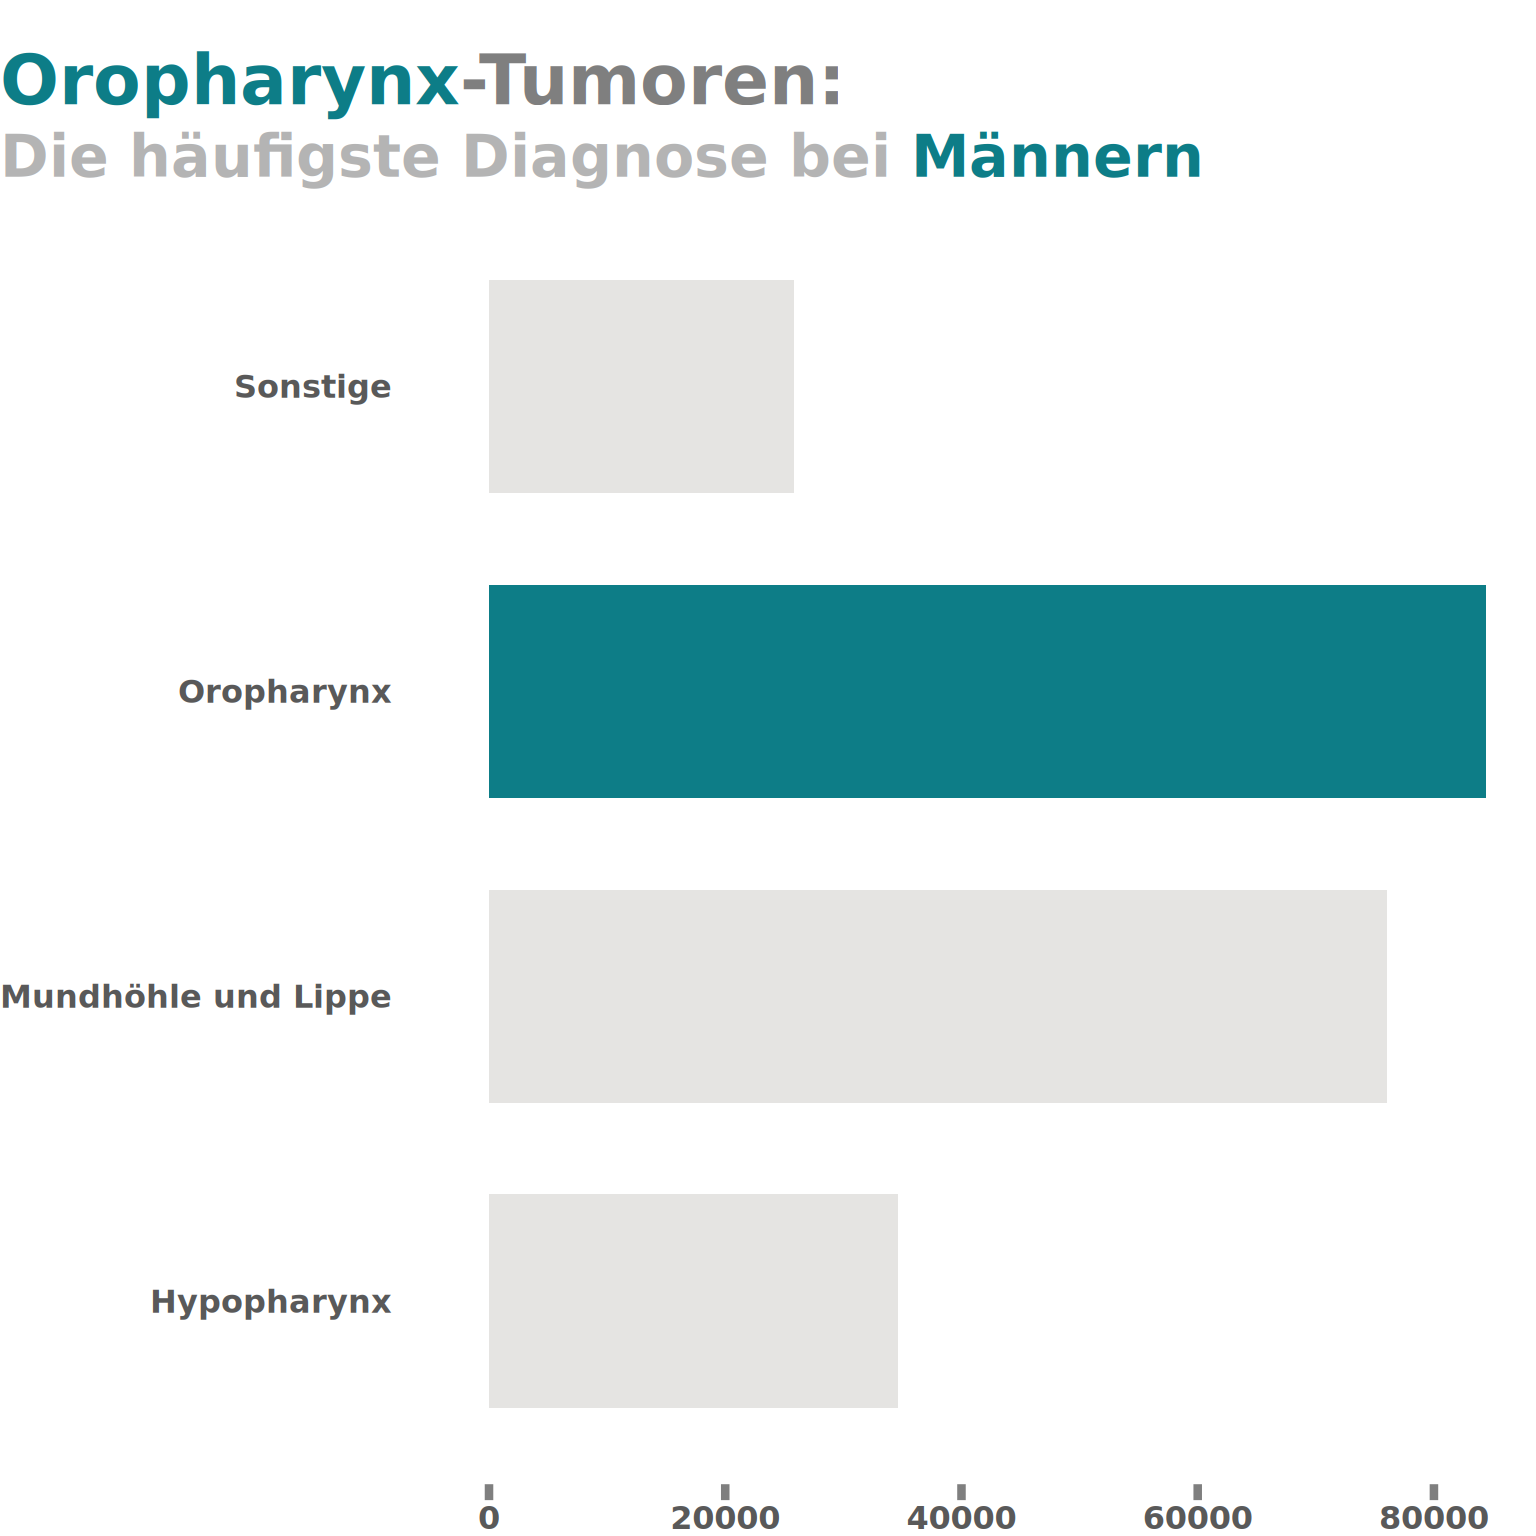 Oropharynx-Tumoren:
Die häufigste Diagnose bei Männern
Sonstige
Oropharynx
Mundhöhle und Lippe
Hypopharynx
0 20000 40000 60000 80000